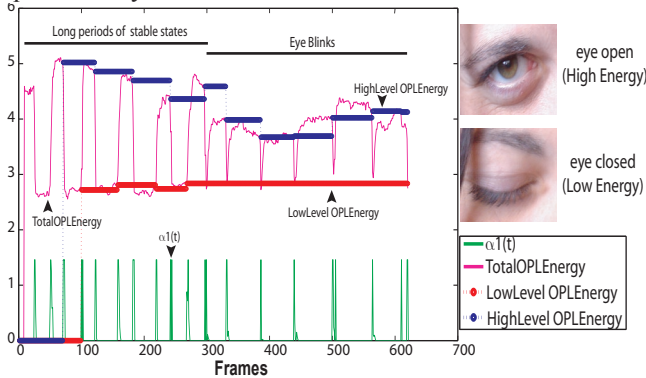 6
5
4
3
2
1
0
Long periods of stable states
Eye Blinks
HighLevel OPLEnergy
TotalOPLEnergy
LowLevel OPLEnergy
α1(t)
0 100 200 300 400 500 600 700
Frames
eye open
(High Energy)
eye closed
(Low Energy)
α1(t)
TotalOPLEnergy
LowLevel OPLEnergy
HighLevel OPLEnergy